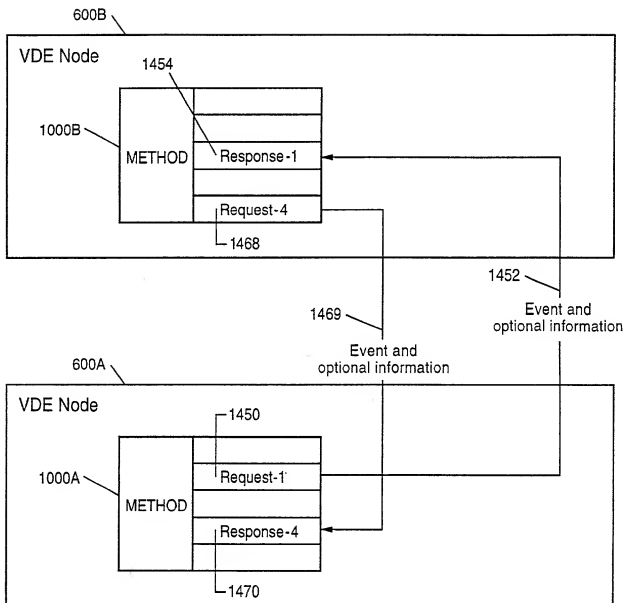 600B
VDE Node
1454
1000B
METHOD
Response-1
Request-4
1468
1452
Event and
optional information
1469
Event and
optional information
600A
VDE Node
1450
1000A
METHOD
Request-1
Response-4
1470